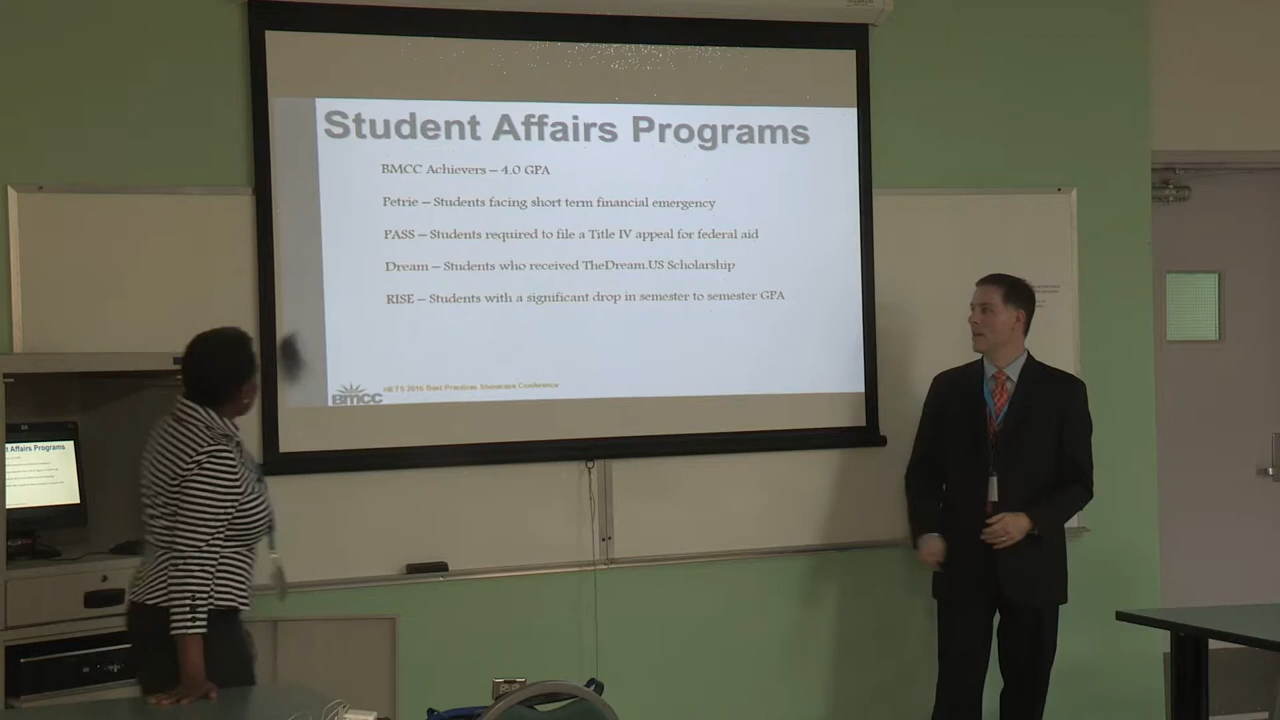 Student Affairs Programs
BMCC Achievers – 4.0 GPA
Petrie – Students facing short term financial emergency
PASS – Students required to file a Title IV appeal for federal aid
Dream – Students who received TheDream.US Scholarship
RISE – Students with a significant drop in semester to semester GPA
BMCC
HETS 2016 Best Practices Showcase Conference
t Affairs Programs